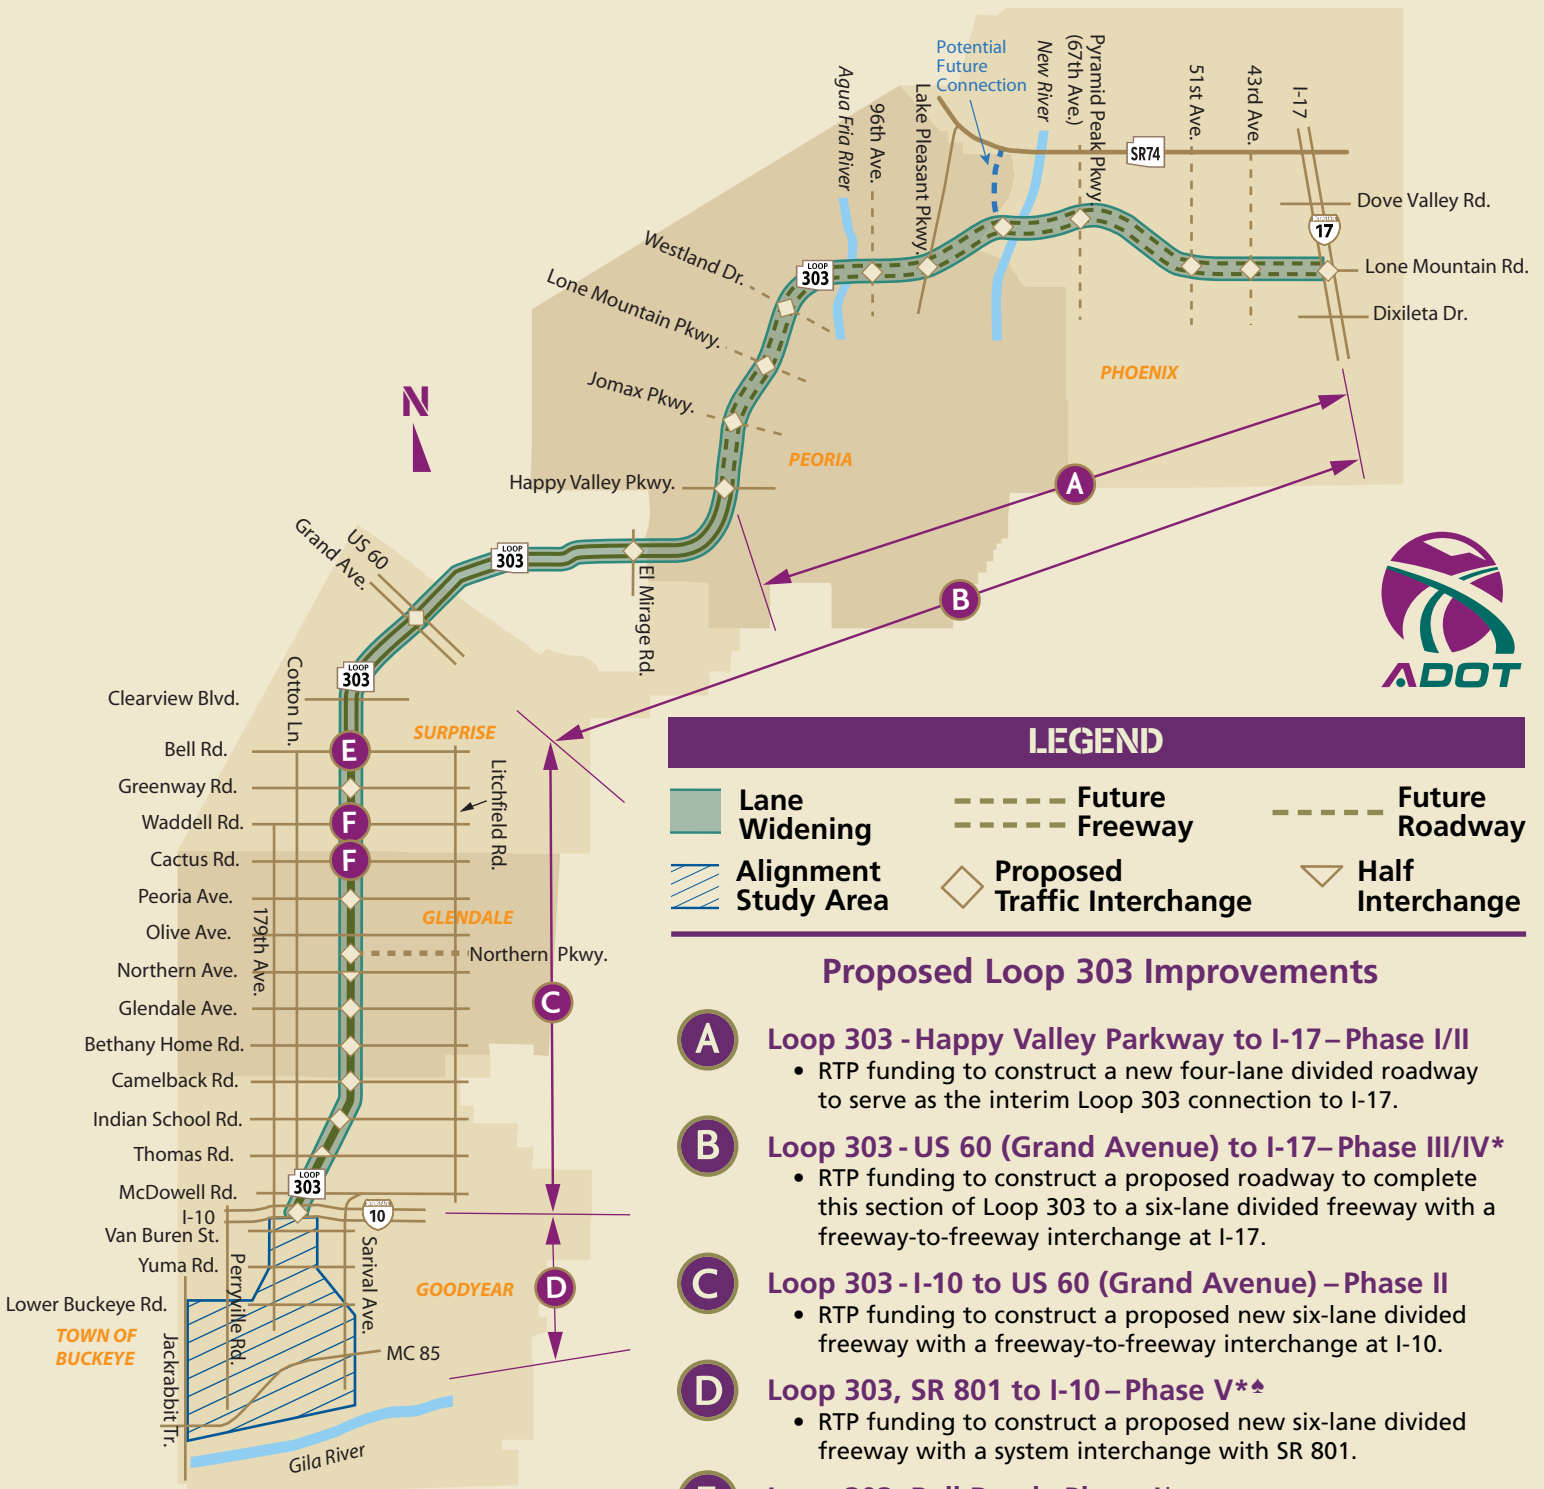 Potential
Future
Connection
Agua Fria River
96th Ave.
Lake Pleasant Pkwy.
New River
Pyramid Peak Pkwy.
(67th Ave.)
51st Ave.
43rd Ave.
I-17
SR74
Dove Valley Rd.
INTERSTATE
17
Lone Mountain Rd.
Dixileta Dr.
Westland Dr.
LOOP
303
Lone Mountain Pkwy.
Jomax Pkwy.
PHOENIX
N
PEORIA
Happy Valley Pkwy.
A
US 60
Grand Ave.
LOOP
303
El Mirage Rd.
B
ADOT
LOOP
303
Cotton Ln.
Clearview Blvd.
SURPRISE
Bell Rd.
E
Greenway Rd.
Litchfield Rd.
Waddell Rd.
F
Cactus Rd.
F
Peoria Ave.
GLENDALE
179th Ave.
Olive Ave.
Northern Pkwy.
Northern Ave.
C
Glendale Ave.
Bethany Home Rd.
Camelback Rd.
Indian School Rd.
Thomas Rd.
LOOP
303
McDowell Rd.
I-10
INTERSTATE
10
Van Buren St.
Yuma Rd.
Perryville Rd.
Sarival Ave.
GOODYEAR
D
Lower Buckeye Rd.
TOWN OF
BUCKEYE
Jackrabbit Tr.
MC 85
Gila River
LEGEND
Lane
Widening
Future
Freeway
Future
Roadway
Alignment
Study Area
Proposed
Traffic Interchange
Half
Interchange
Proposed Loop 303 Improvements
A
Loop 303 - Happy Valley Parkway to I-17 – Phase I/II
• RTP funding to construct a new four-lane divided roadway
to serve as the interim Loop 303 connection to I-17.
B
Loop 303 - US 60 (Grand Avenue) to I-17 – Phase III/IV*
• RTP funding to construct a proposed roadway to complete
this section of Loop 303 to a six-lane divided freeway with a
freeway-to-freeway interchange at I-17.
C
Loop 303 - I-10 to US 60 (Grand Avenue) – Phase II
• RTP funding to construct a proposed new six-lane divided
freeway with a freeway-to-freeway interchange at I-10.
D
Loop 303, SR 801 to I-10 – Phase V*♠
• RTP funding to construct a proposed new six-lane divided
freeway with a system interchange with SR 801.